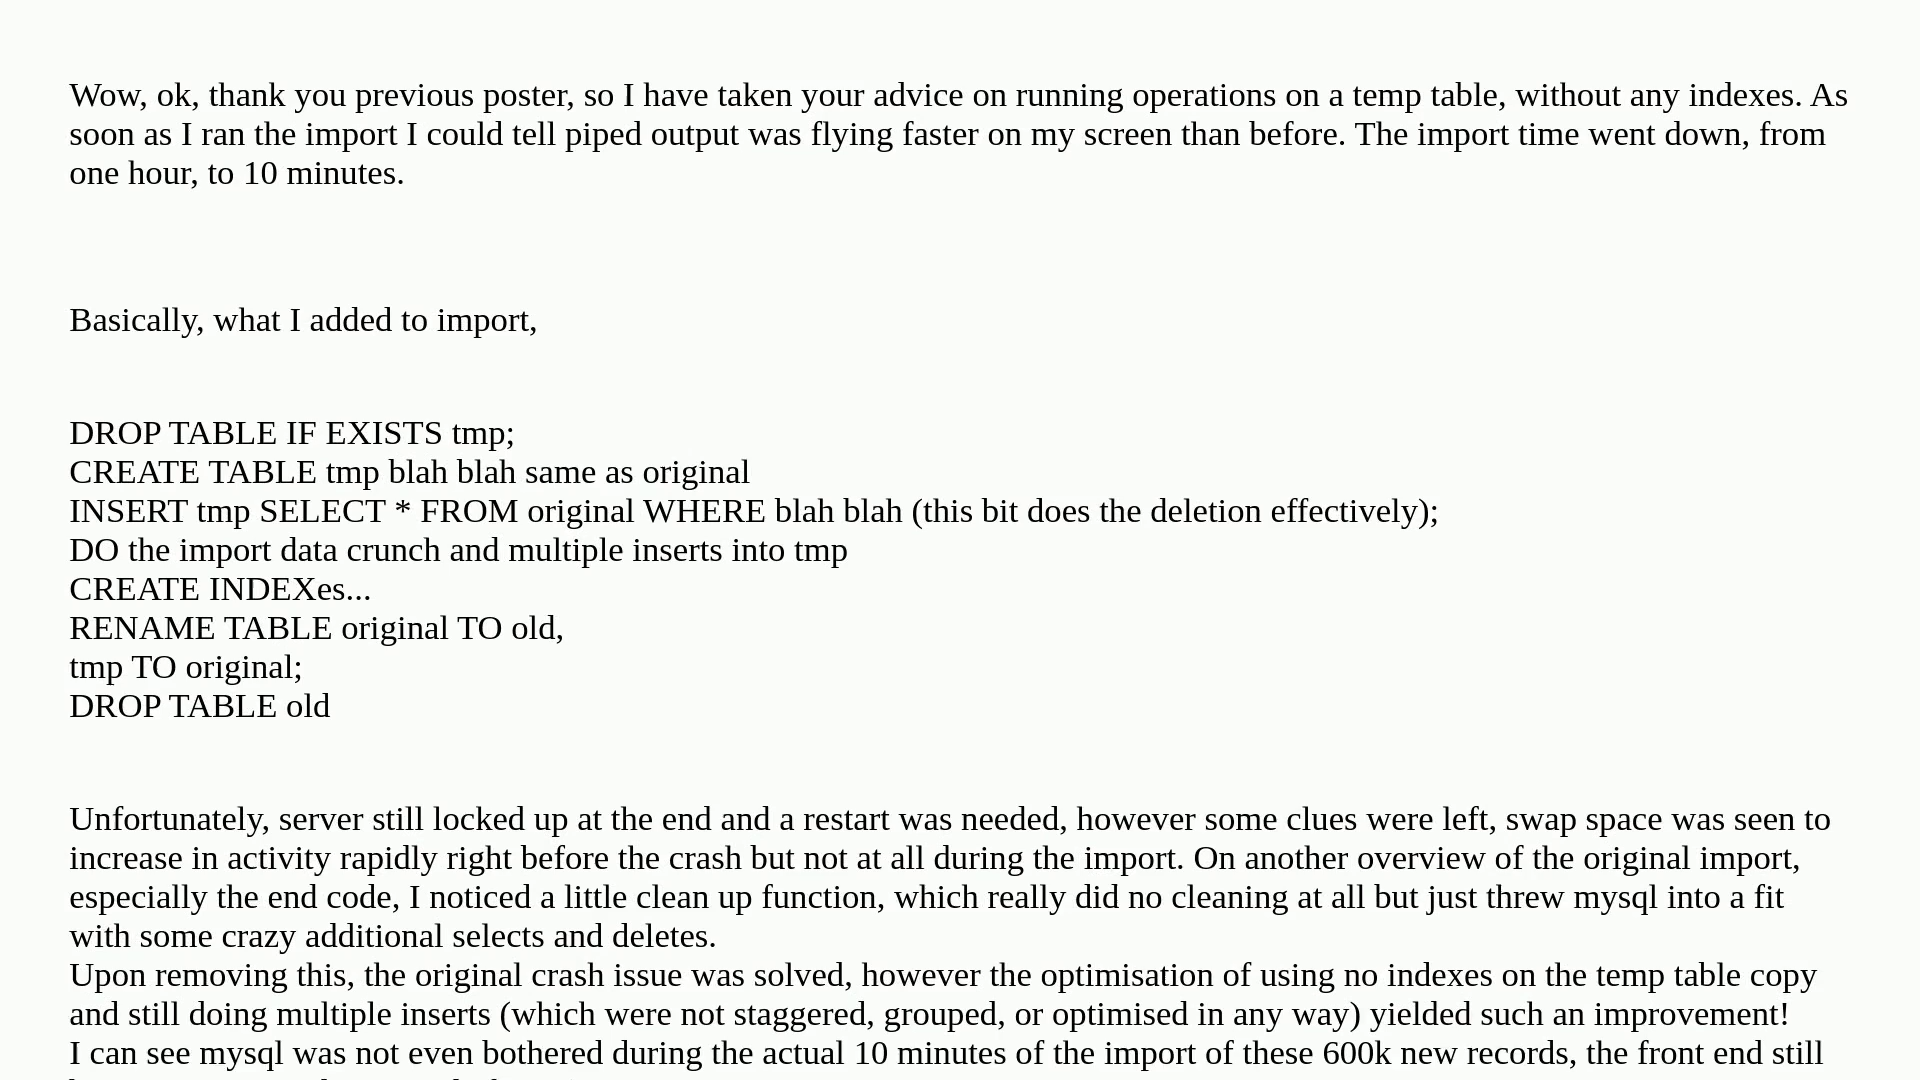 Wow, ok, thank you previous poster, so I have taken your advice on running operations on a temp table, without any indexes. As
soon as I ran the import I could tell piped output was flying faster on my screen than before. The import time went down, from
one hour, to 10 minutes.
Basically, what I added to import,
DROP TABLE IF EXISTS tmp;
CREATE TABLE tmp blah blah same as original
INSERT tmp SELECT * FROM original WHERE blah blah (this bit does the deletion effectively);
DO the import data crunch and multiple inserts into tmp
CREATE INDEXes...
RENAME TABLE original TO old,
tmp TO original;
DROP TABLE old
Unfortunately, server still locked up at the end and a restart was needed, however some clues were left, swap space was seen to
increase in activity rapidly right before the crash but not at all during the import. On another overview of the original import,
especially the end code, I noticed a little clean up function, which really did no cleaning at all but just threw mysql into a fit
with some crazy additional selects and deletes.
Upon removing this, the original crash issue was solved, however the optimisation of using no indexes on the temp table copy
and still doing multiple inserts (which were not staggered, grouped, or optimised in any way) yielded such an improvement!
I can see mysql was not even bothered during the actual 10 minutes of the import of these 600k new records, the front end still